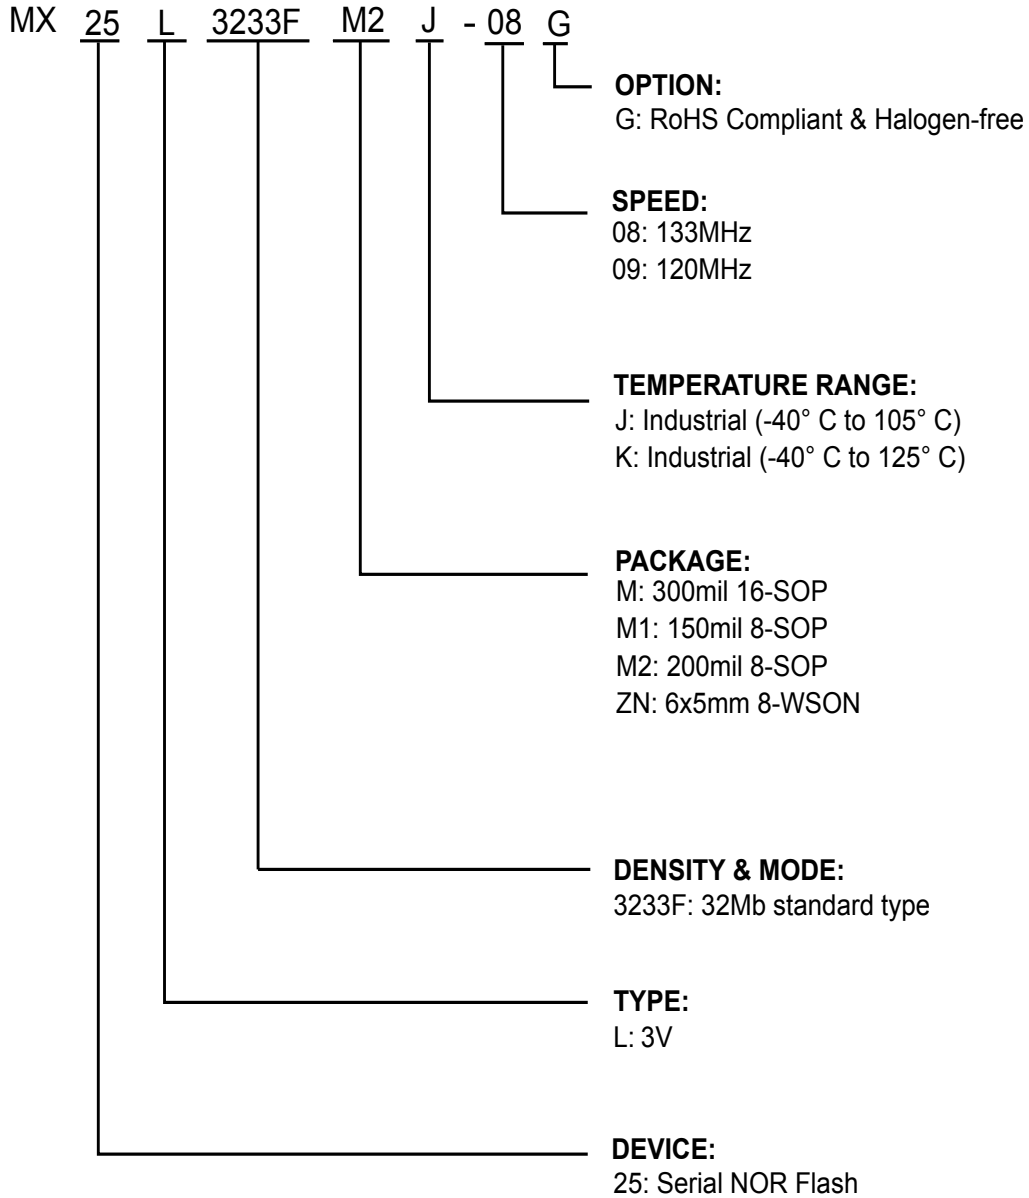 MX 25 L 3233F M2 J - 08 G
OPTION:
G: RoHS Compliant & Halogen-free
SPEED:
08: 133MHz
09: 120MHz
TEMPERATURE RANGE:
J: Industrial (-40° C to 105° C)
K: Industrial (-40° C to 125° C)
PACKAGE:
M: 300mil 16-SOP
M1: 150mil 8-SOP
M2: 200mil 8-SOP
ZN: 6x5mm 8-WSON
DENSITY & MODE:
3233F: 32Mb standard type
TYPE:
L: 3V
DEVICE:
25: Serial NOR Flash